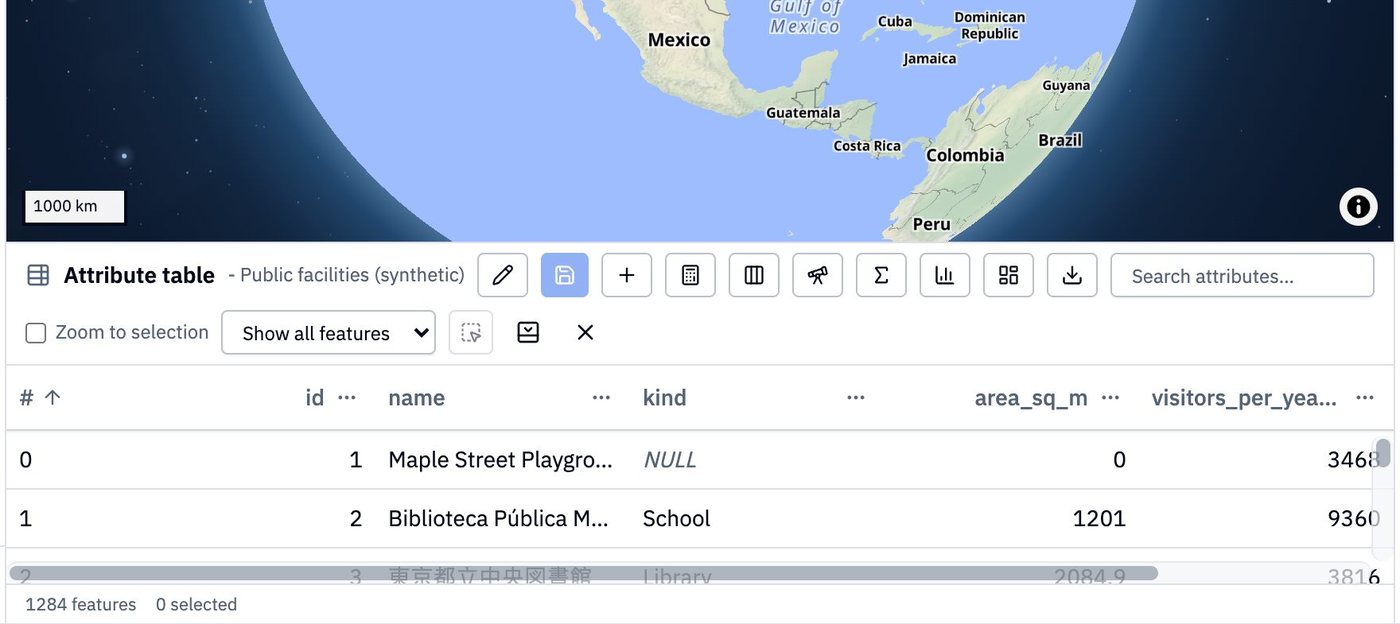 Gulf of
Mexico
Mexico
Cuba
Dominican
Republic
Jamaica
Guyana
Guatemala
Costa Rica
Brazil
Colombia
Peru
1000 km
Attribute table - Public facilities (synthetic) Search attributes...
Zoom to selection Show all features
# id ... name ... kind ... area_sq_m ... visitors_per_yea... ...
0 1 Maple Street Playgro... NULL 0 3468
1 2 Biblioteca Pública M... School 1201 9360
2 3 東京都立中央図書館 Library 2084.9 3816
1284 features 0 selected